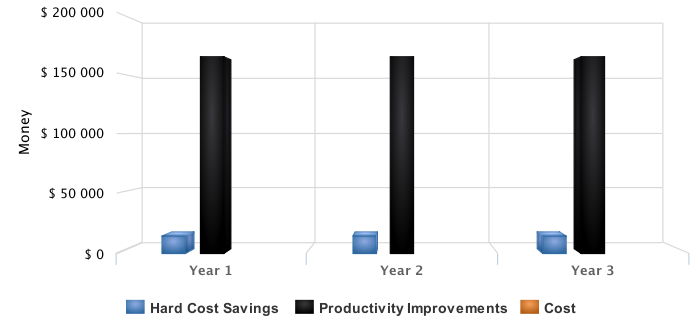 $ 200 000
$ 150 000
$ 100 000
$ 50 000
$ 0
Money
Year 1 Year 2 Year 3
Hard Cost Savings Productivity Improvements Cost